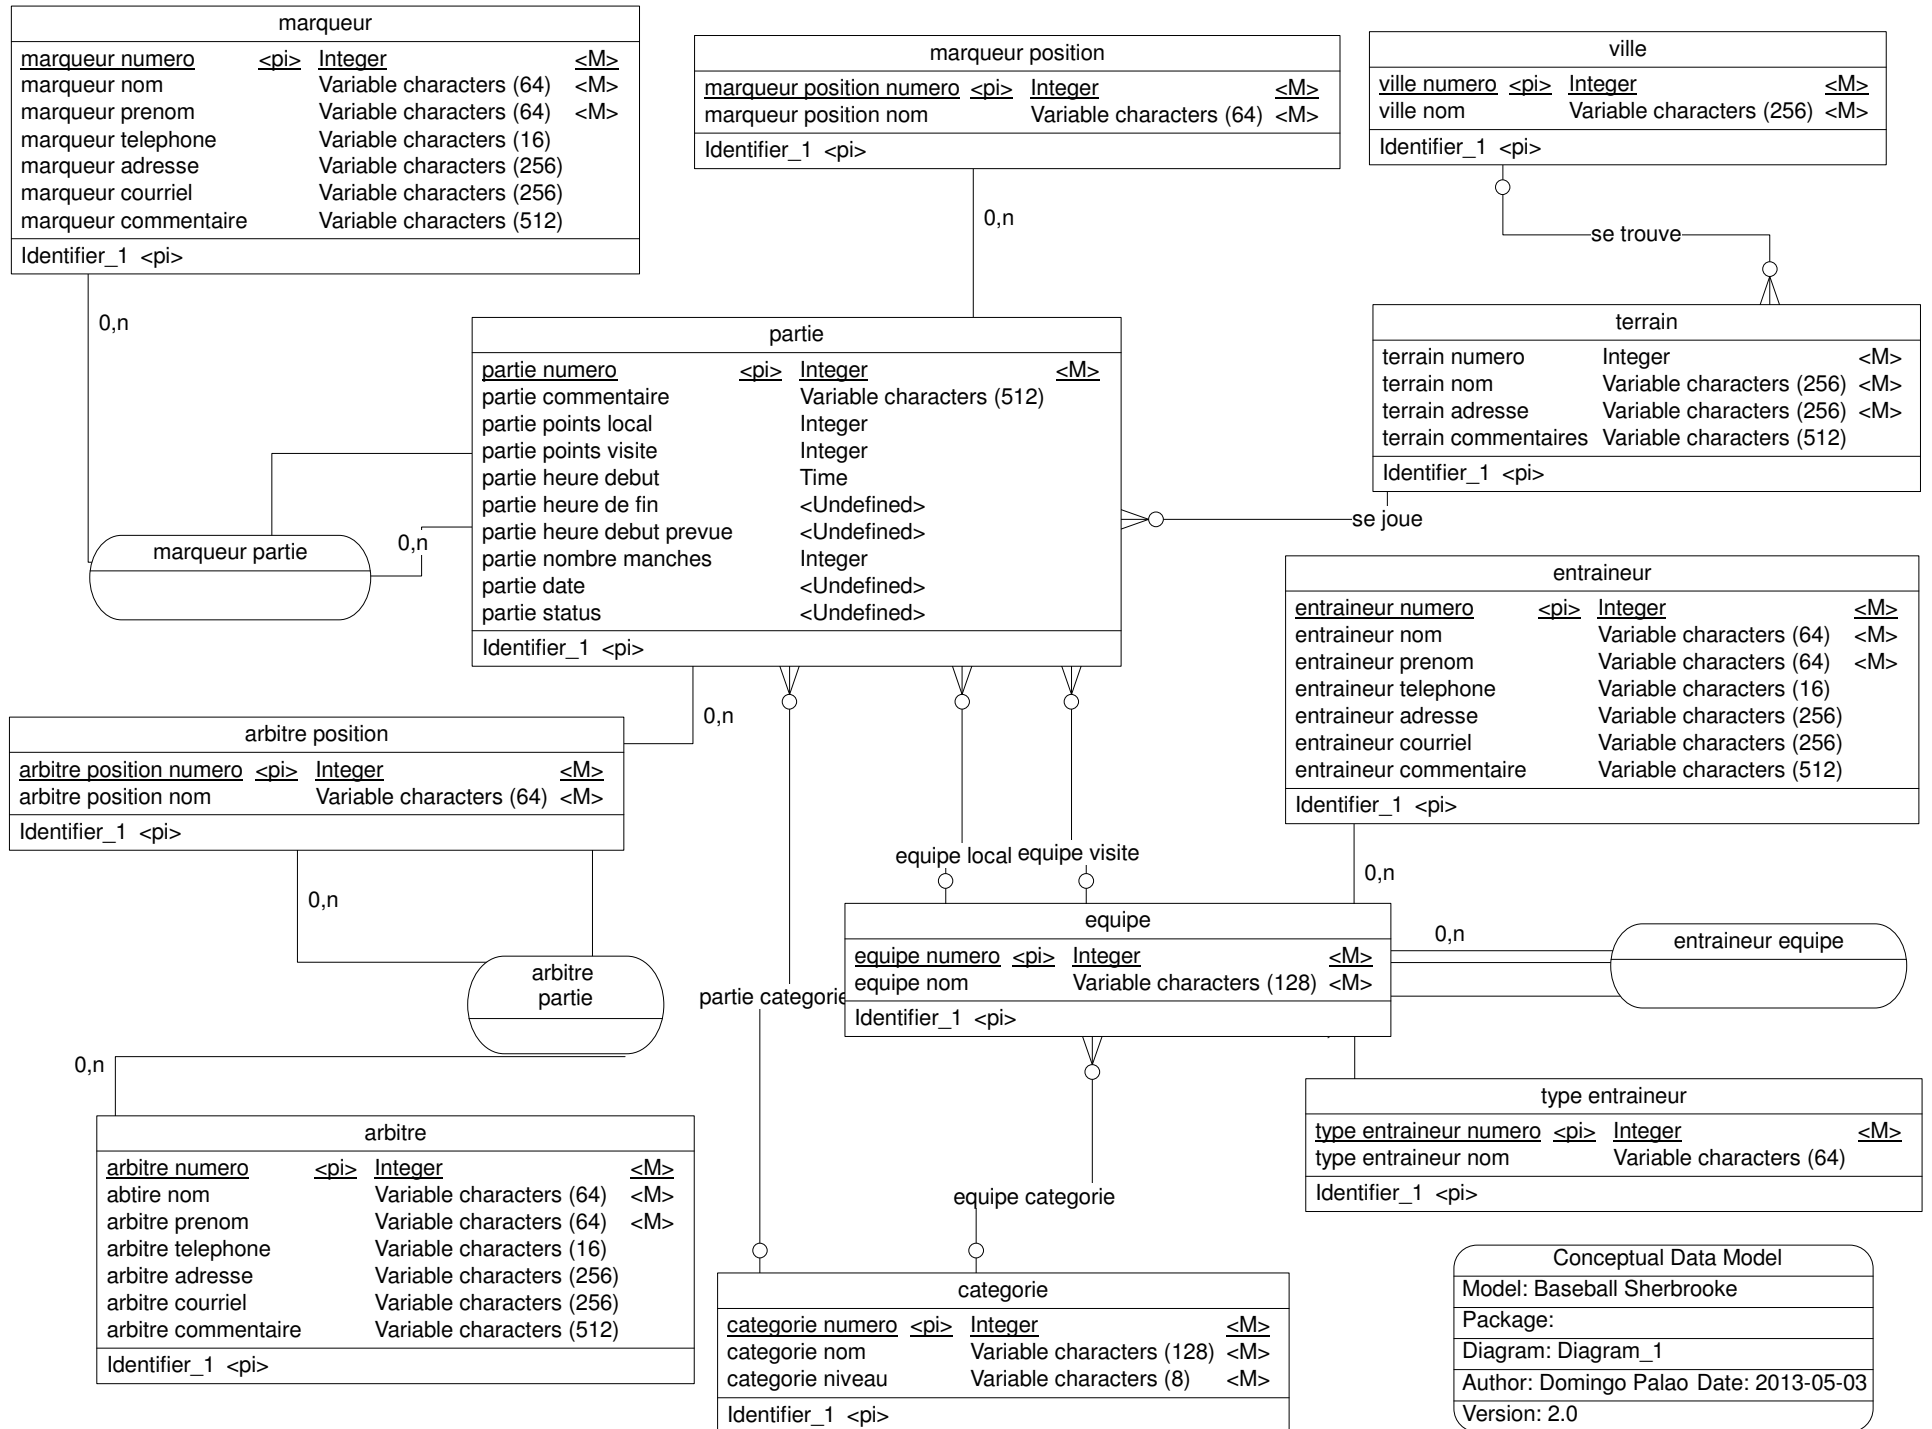 marqueur
marqueur numero <pi> Integer <M>
marqueur nom Variable characters (64) <M>
marqueur prenom Variable characters (64) <M>
marqueur telephone Variable characters (16)
marqueur adresse Variable characters (256)
marqueur courriel Variable characters (256)
marqueur commentaire Variable characters (512)
Identifier_1 <pi>
marqueur position
marqueur position numero <pi> Integer <M>
marqueur position nom Variable characters (64) <M>
Identifier_1 <pi>
ville
ville numero <pi> Integer <M>
ville nom Variable characters (256) <M>
Identifier_1 <pi>
0,n
se trouve
0,n
terrain
terrain numero Integer <M>
terrain nom Variable characters (256) <M>
terrain adresse Variable characters (256) <M>
terrain commentaires Variable characters (512)
Identifier_1 <pi>
partie
partie numero <pi> Integer <M>
partie commentaire Variable characters (512)
partie points local Integer
partie points visite Integer
partie heure debut Time
partie heure de fin <Undefined>
partie heure debut prevue <Undefined>
partie nombre manches Integer
partie date <Undefined>
partie status <Undefined>
Identifier_1 <pi>
se joue
0,n
marqueur partie
entraineur
entraineur numero <pi> Integer <M>
entraineur nom Variable characters (64) <M>
entraineur prenom Variable characters (64) <M>
entraineur telephone Variable characters (16)
entraineur adresse Variable characters (256)
entraineur courriel Variable characters (256)
entraineur commentaire Variable characters (512)
Identifier_1 <pi>
0,n
arbitre position
arbitre position numero <pi> Integer <M>
arbitre position nom Variable characters (64) <M>
Identifier_1 <pi>
equipe local
equipe visite
0,n
0,n
equipe
equipe numero <pi> Integer <M>
equipe nom Variable characters (128) <M>
Identifier_1 <pi>
0,n
entraineur equipe
arbitre
partie
partie categorie
0,n
type entraineur
type entraineur numero <pi> Integer <M>
type entraineur nom Variable characters (64)
Identifier_1 <pi>
arbitre
arbitre numero <pi> Integer <M>
abtire nom Variable characters (64) <M>
arbitre prenom Variable characters (64) <M>
arbitre telephone Variable characters (16)
arbitre adresse Variable characters (256)
arbitre courriel Variable characters (256)
arbitre commentaire Variable characters (512)
Identifier_1 <pi>
equipe categorie
categorie
categorie numero <pi> Integer <M>
categorie nom Variable characters (128) <M>
categorie niveau Variable characters (8) <M>
Identifier_1 <pi>
Conceptual Data Model
Model: Baseball Sherbrooke
Package:
Diagram: Diagram_1
Author: Domingo Palao Date: 2013-05-03
Version: 2.0